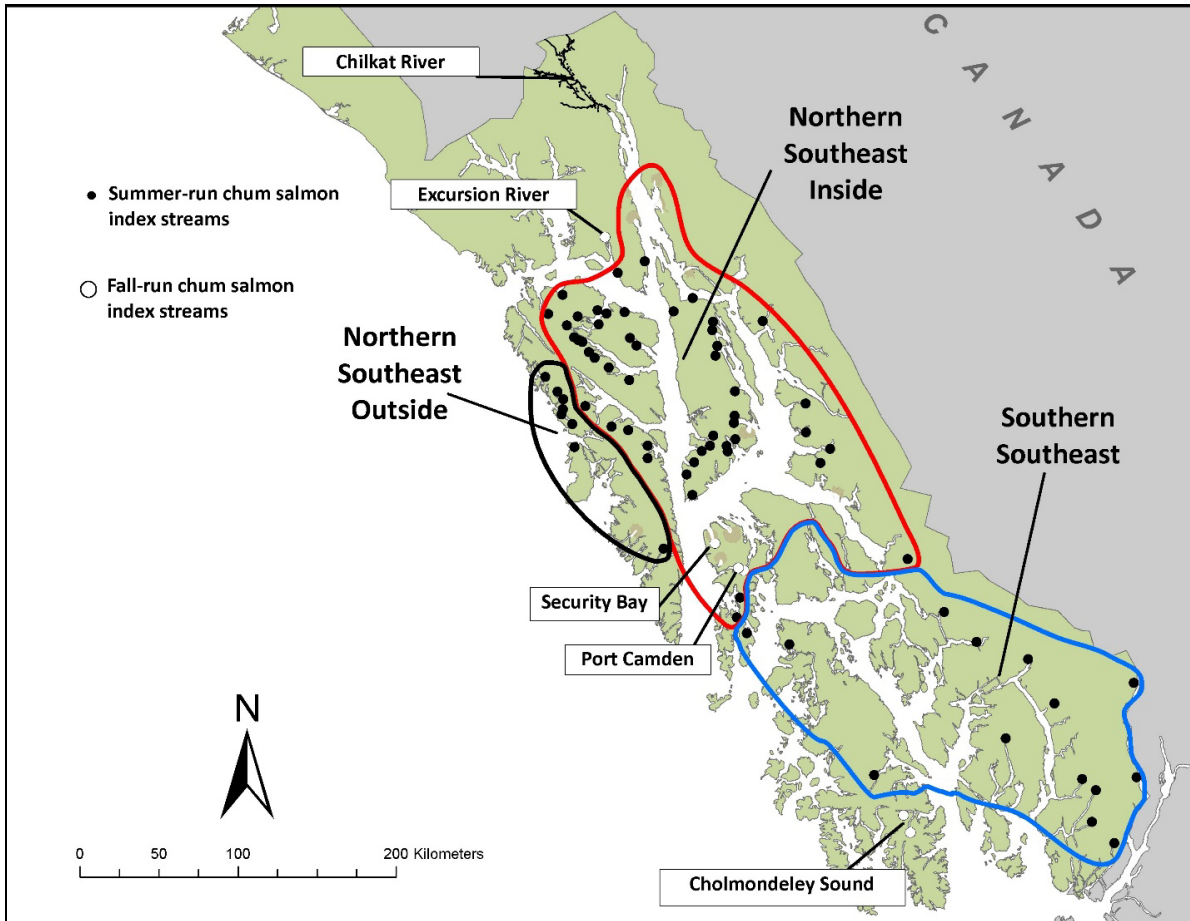 CANADA
Chilkat River
Northern
Southeast
Inside
Summer-run chum salmon
index streams
Excursion River
Fall-run chum salmon
index streams
Northern
Southeast
Outside
Southern
Southeast
Security Bay
Port Camden
N
0 50 100 200 Kilometers
Cholmondeley Sound